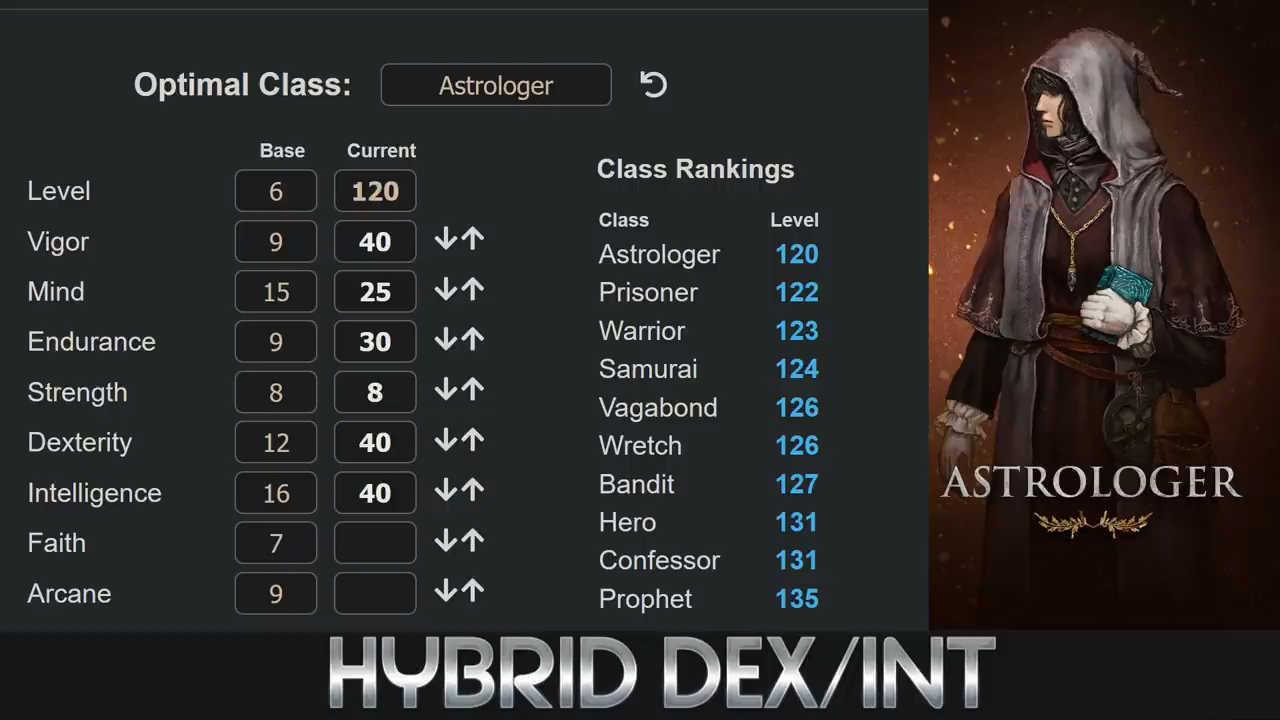 Optimal Class: Astrologer
Base Current
Level 6 120
Vigor 9 40
Mind 15 25
Endurance 9 30
Strength 8 8
Dexterity 12 40
Intelligence 16 40
Faith 7
Arcane 9
Class Rankings
Class Level
Astrologer 120
Prisoner 122
Warrior 123
Samurai 124
Vagabond 126
Wretch 126
Bandit 127
Hero 131
Confessor 131
Prophet 135
ASTROLOGER
HYBRID DEX/INT